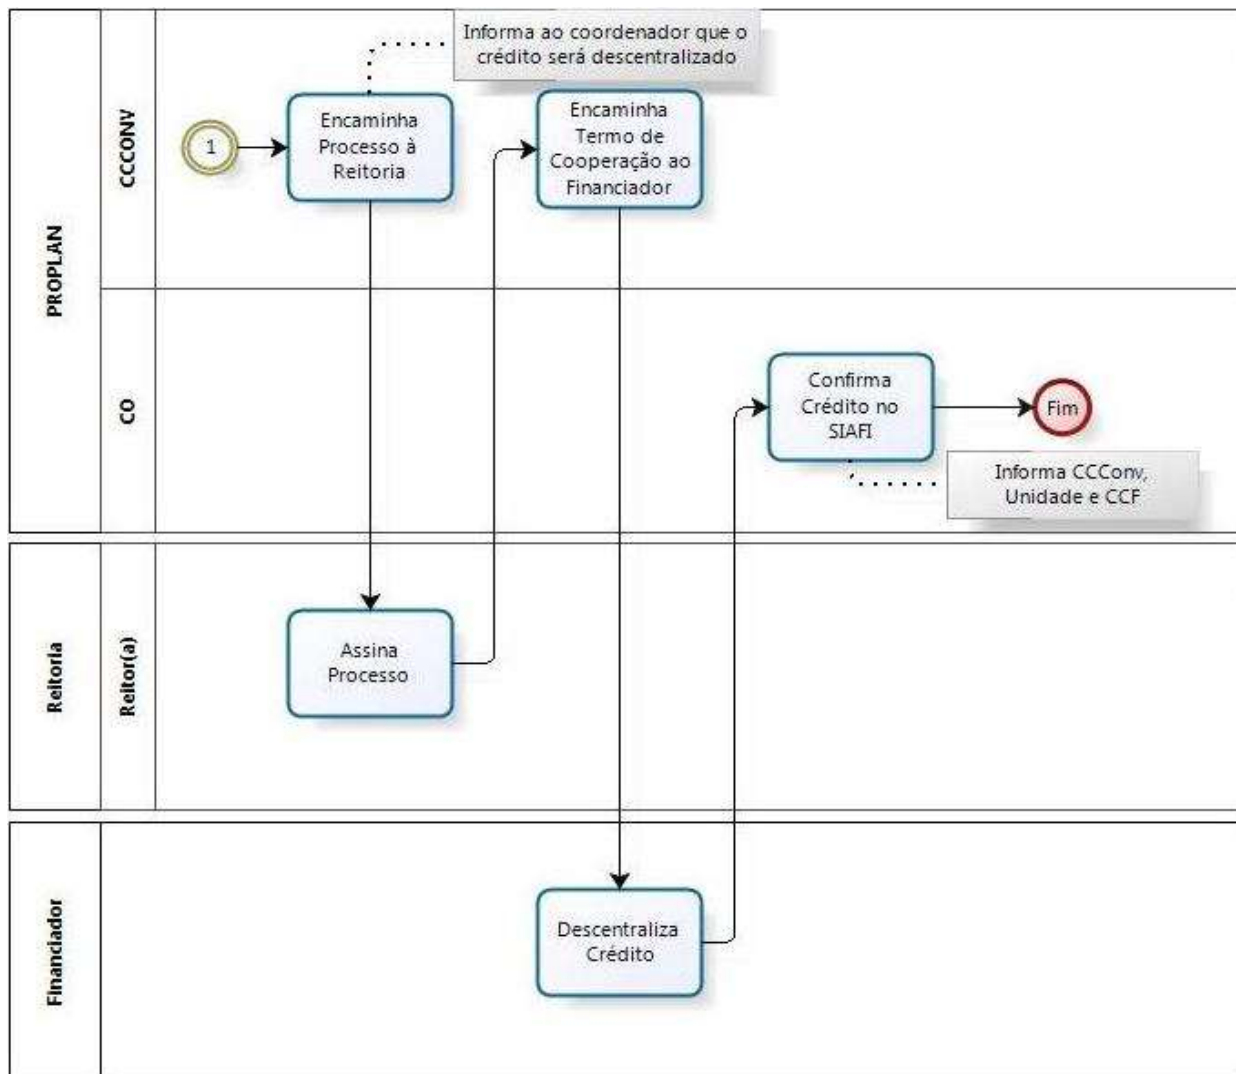 PROPLAN
CCCONV
1
Encaminha
Processo à
Reitoria
Informa ao coordenador que o
crédito será descentralizado
Encaminha
Termo de
Cooperação ao
Financiador
CO
Confirma
Crédito no
SIAFI
Fim
Informa CCConv,
Unidade e CCF
Reitoria
Reitor(a)
Assina
Processo
Financiador
Descentraliza
Crédito